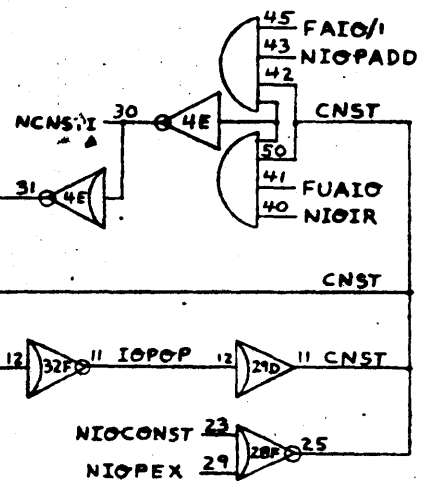 45 FAIO/1
43 NIOPADD
42
CNST
30
4E
50
41 FUAIO
40 NIOIR
31
4E
CNST
12 32F 11 IOPOP 12 29D 11 CNST
NIOCONST 23
28F 25
NIOPEX 29